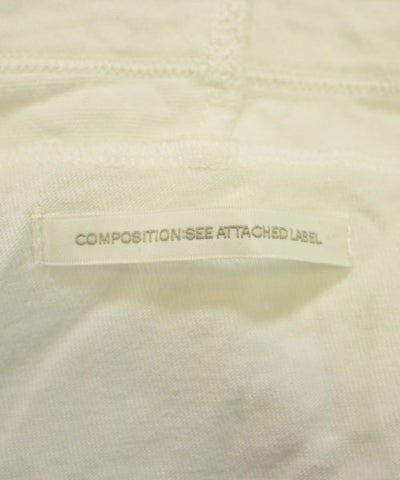 COMPOSITION:SEE ATTACHED LABEL